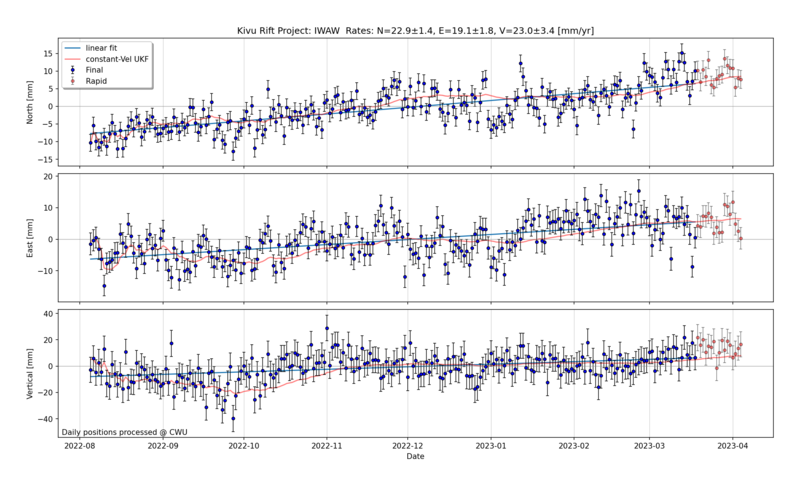 Kivu Rift Project: IWAW  Rates: N=22.9±1.4, E=19.1±1.8, V=23.0±3.4 [mm/yr]
linear fit
constant-Vel UKF
Final
Rapid
15
10
5
0
−5
−10
−15
North [mm]
20
10
0
−10
East [mm]
40
20
0
−20
−40
Vertical [mm]
Daily positions processed @ CWU
2022-08 2022-09 2022-10 2022-11 2022-12 2023-01 2023-02 2023-03 2023-04
Date